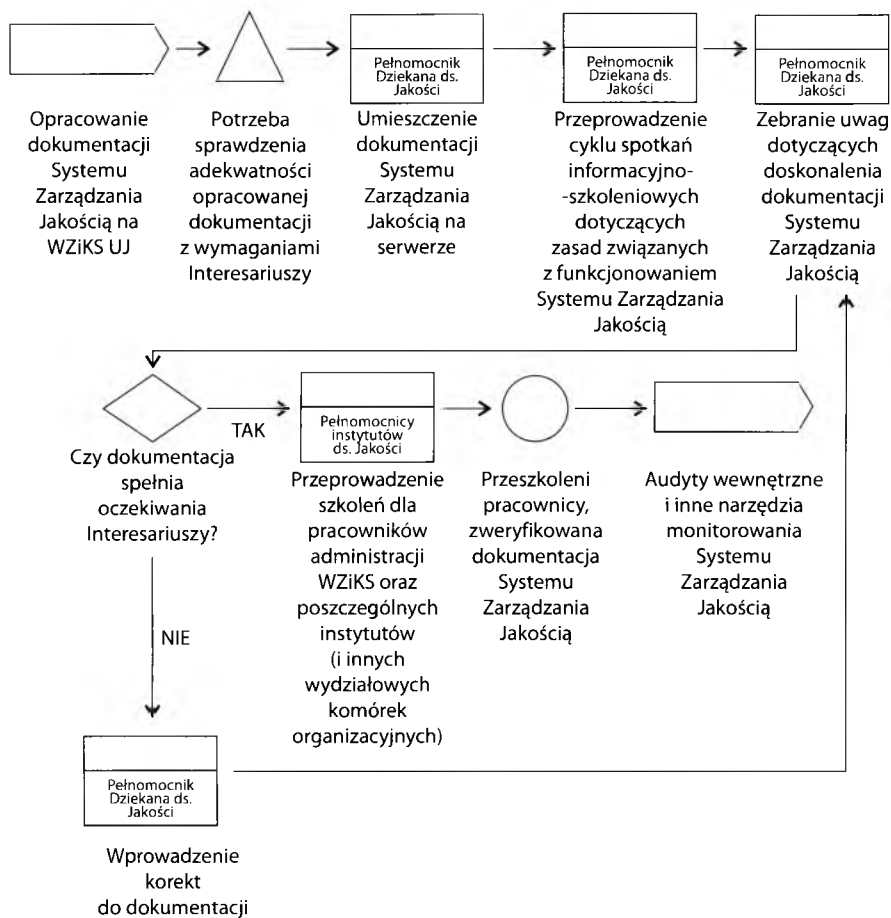 Pełnomocnik
Dziekana ds.
Jakości
Pełnomocnik
Dziekana ds.
Jakości
Pełnomocnik
Dziekana ds.
Jakości
Opracowanie
dokumentacji
Systemu
Zarządzania
Jakością na
WZiKS UJ
Potrzeba
sprawdzenia
adekwatności
opracowanej
dokumentacji
z wymaganiami
Interesariuszy
Umieszczenie
dokumentacji
Systemu
Zarządzania
Jakością na
serwerze
Przeprowadzenie
cyklu spotkań
informacyjno-
-szkoleniowych
dotyczących
zasad związanych
z funkcjonowaniem
Systemu Zarządzania
Jakością
Zebranie uwag
dotyczących
doskonalenia
dokumentacji
Systemu
Zarządzania
Jakością
Czy dokumentacja
spełnia
oczekiwania
Interesariuszy?
TAK
Pełnomocnicy
instytutów
ds. Jakości
Przeprowadzenie
szkoleń dla
pracowników
administracji
WZiKS oraz
poszczególnych
instytutów
(i innych
wydziałowych
komórek
organizacyjnych)
Przeszkoleni
pracownicy,
zweryfikowana
dokumentacja
Systemu
Zarządzania
Jakością
Audyty wewnętrzne
i inne narzędzia
monitorowania
Systemu
Zarządzania
Jakością
NIE
Pełnomocnik
Dziekana ds.
Jakości
Wprowadzenie
korekt
do dokumentacji